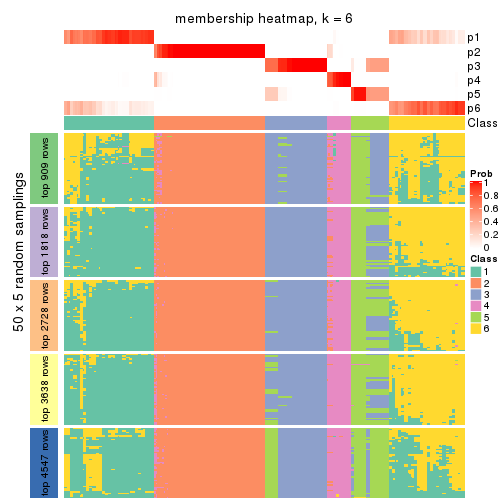 membership heatmap, k = 6
p1
p2
p3
p4
p5
p6
Class
50 x 5 random samplings
top 909 rows
top 1818 rows
top 2728 rows
top 3638 rows
top 4547 rows
Prob
1
0.8
0.6
0.4
0.2
0
Class
1
2
3
4
5
6